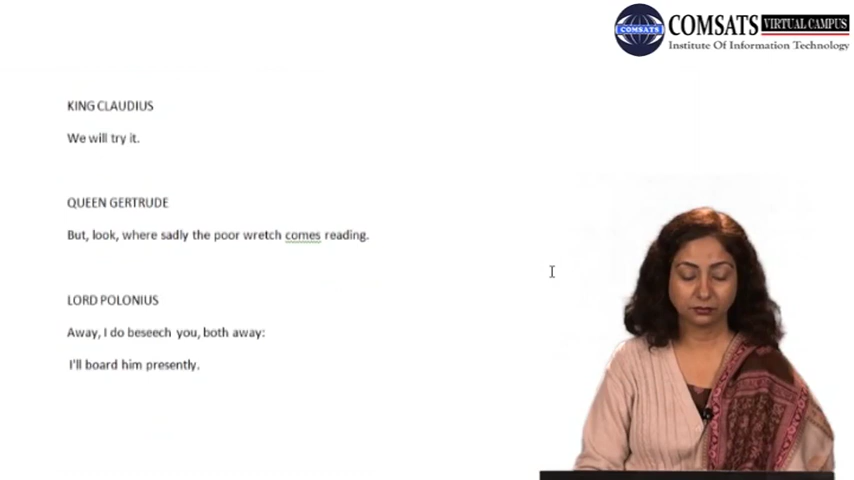 COMSATS
COMSATS VIRTUAL CAMPUS
Institute Of Information Technology
KING CLAUDIUS
We will try it.
QUEEN GERTRUDE
But, look, where sadly the poor wretch comes reading.
LORD POLONIUS
Away, I do beseech you, both away:
I'll board him presently.